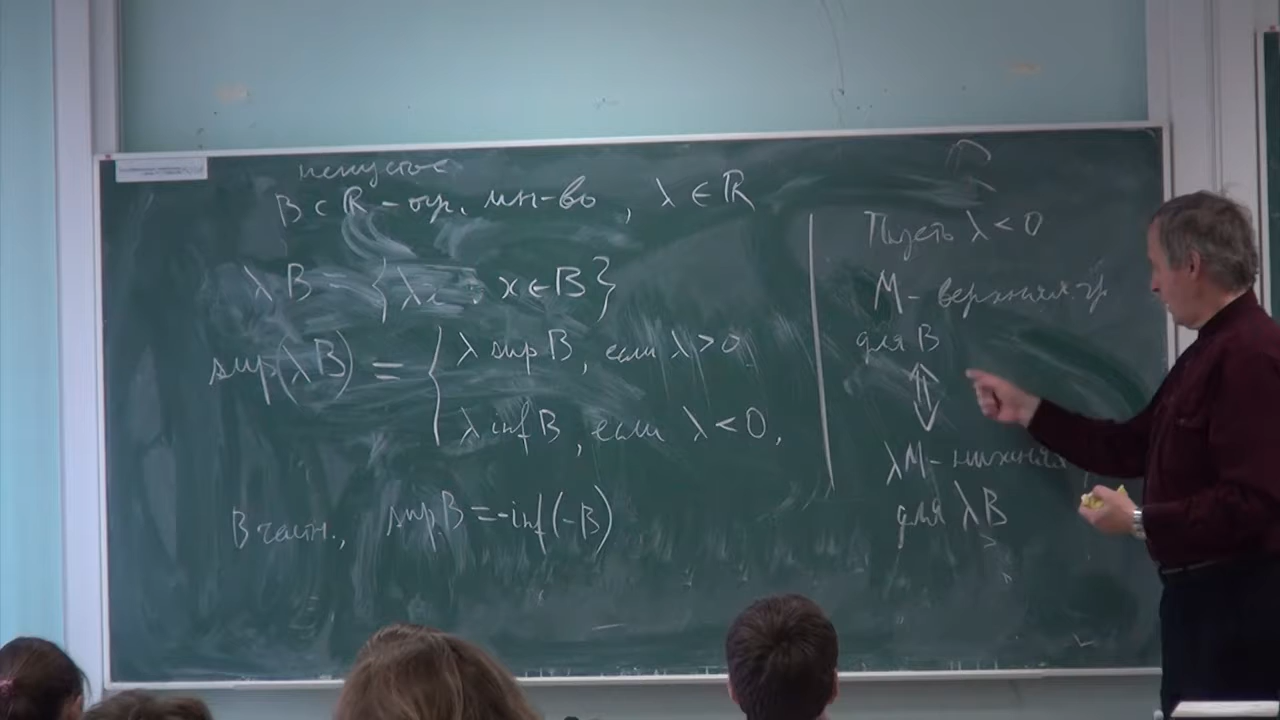 непустое
B ⊂ ℝ – огр. мн-во, λ ∈ ℝ
λB = {λx : x ∈ B}
sup(λB) = { λ sup B, если λ > 0
λ inf B, если λ < 0,
В частн., sup B = -inf(-B)
Пусть λ < 0
M – верхняя гр.
для B
⇕
λM – нижняя
для λB